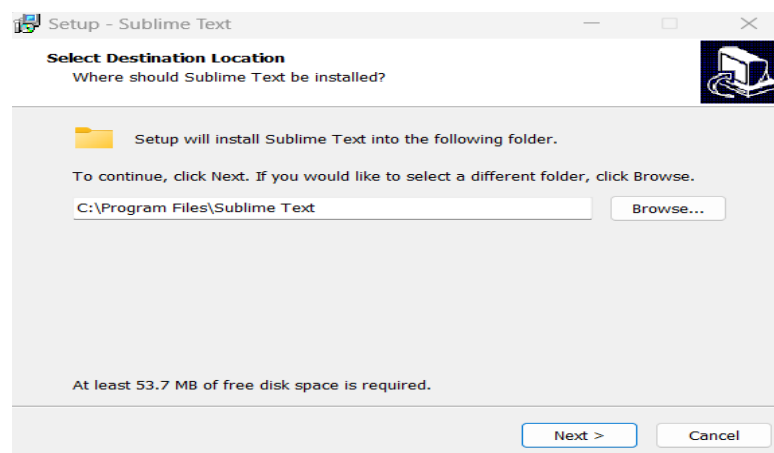 Setup - Sublime Text
Select Destination Location
Where should Sublime Text be installed?
Setup will install Sublime Text into the following folder.
To continue, click Next. If you would like to select a different folder, click Browse.
C:\Program Files\Sublime Text
Browse...
At least 53.7 MB of free disk space is required.
Next >
Cancel